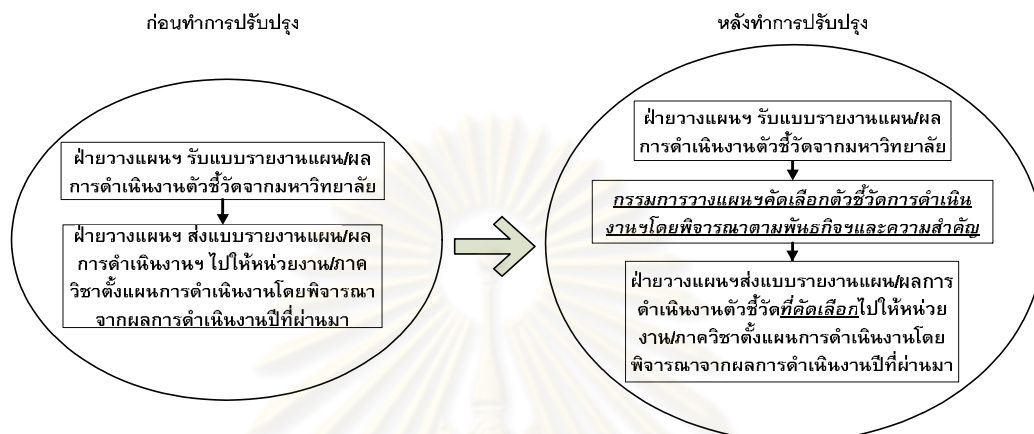 ก่อนทำการปรับปรุง
ฝ่ายวางแผนฯ รับแบบรายงานแผน/ผล
การดำเนินงานตัวชี้วัดจากมหาวิทยาลัย
ฝ่ายวางแผนฯ ส่งแบบรายงานแผน/ผล
การดำเนินงานฯ ไปให้หน่วยงาน/ภาค
วิชาตั้งแผนการดำเนินงานโดยพิจารณา
จากผลการดำเนินงานปีที่ผ่านมา
หลังทำการปรับปรุง
ฝ่ายวางแผนฯ รับแบบรายงานแผน/ผล
การดำเนินงานตัวชี้วัดจากมหาวิทยาลัย
กรรมการวางแผนฯคัดเลือกตัวชี้วัดการดำเนิน
งานฯโดยพิจารณาตามพันธกิจฯและความสำคัญ
ฝ่ายวางแผนฯส่งแบบรายงานแผน/ผลการ
ดำเนินงานตัวชี้วัดที่คัดเลือกไปให้หน่วย
งาน/ภาควิชาตั้งแผนการดำเนินงานโดย
พิจารณาจากผลการดำเนินงานปีที่ผ่านมา